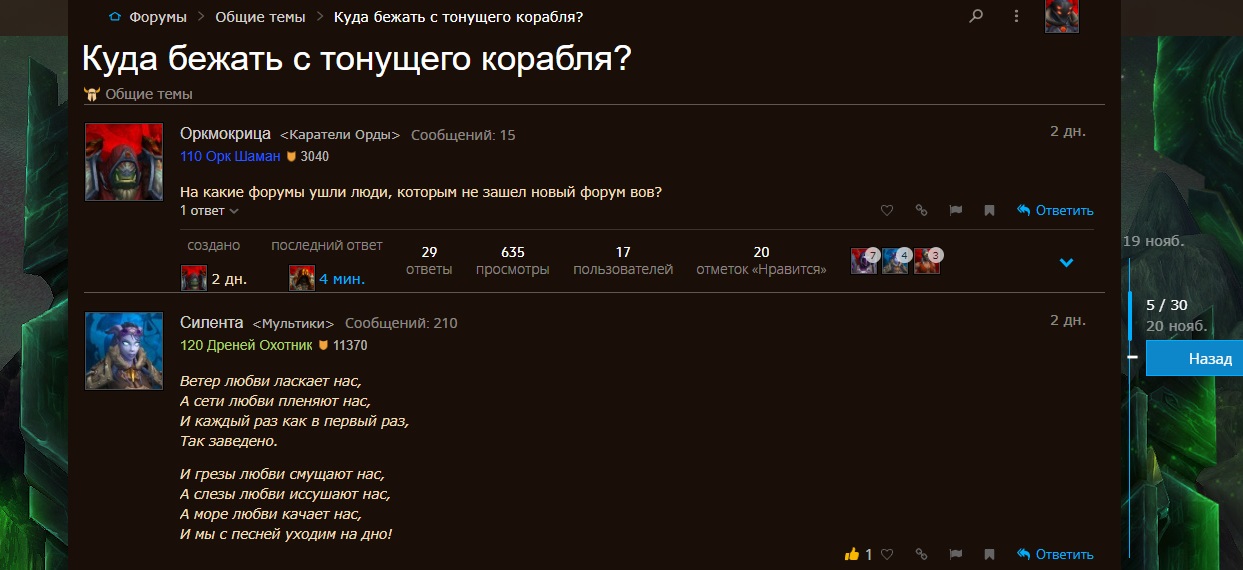 Форумы > Общие темы > Куда бежать с тонущего корабля?
Куда бежать с тонущего корабля?
Общие темы
Оркмокрица <Каратели Орды> Сообщений: 15 2 дн.
110 Орк Шаман 3040
На какие форумы ушли люди, которым не зашел новый форум вов?
1 ответ Ответить
создано последний ответ 29 635 17 20 7 4 3
2 дн. 4 мин. ответы просмотры пользователей отметок «Нравится»
19 нояб.
Силента <Мультики> Сообщений: 210 2 дн.
120 Дреней Охотник 11370
5 / 30
20 нояб.
Назад
Ветер любви ласкает нас,
А сети любви пленяют нас,
И каждый раз как в первый раз,
Так заведено.
И грезы любви смущают нас,
А слезы любви иссушают нас,
А море любви качает нас,
И мы с песней уходим на дно!
1 Ответить